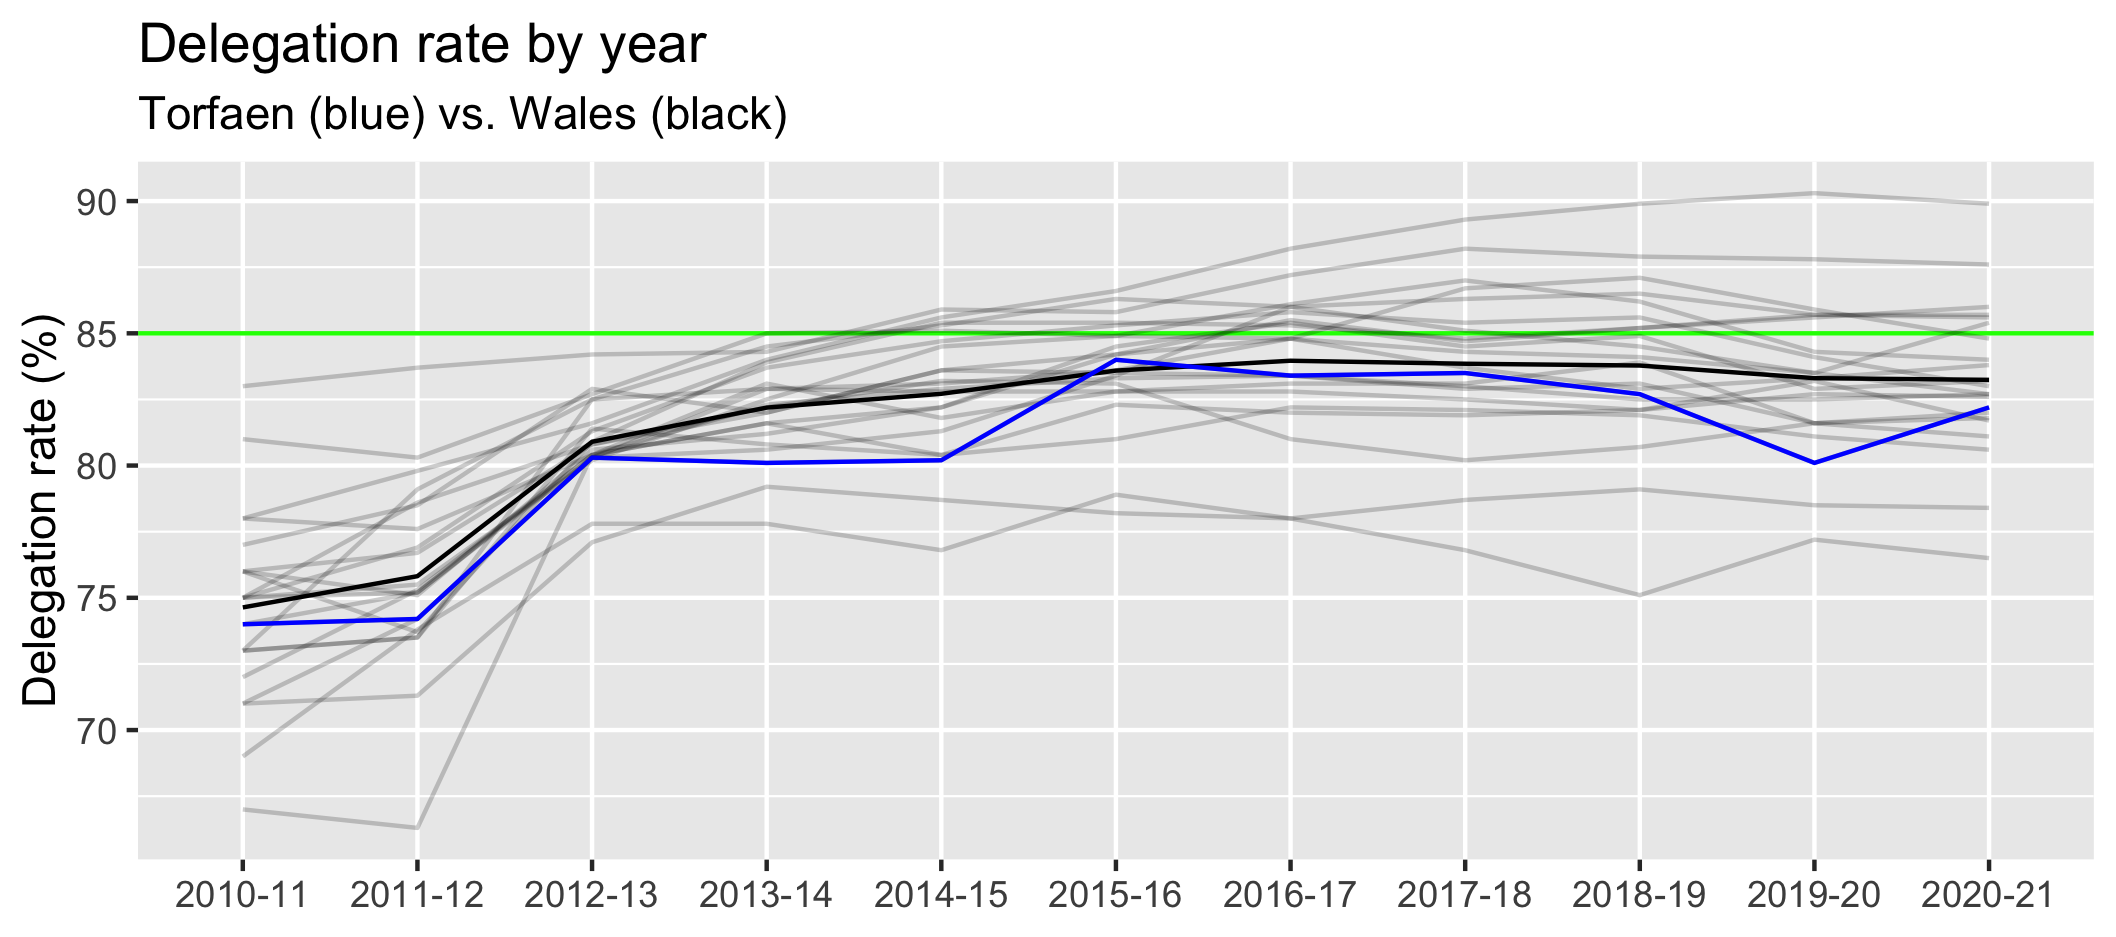 Delegation rate by year
Torfaen (blue) vs. Wales (black)
Delegation rate (%)
90
85
80
75
70
2010-11 2011-12 2012-13 2013-14 2014-15 2015-16 2016-17 2017-18 2018-19 2019-20 2020-21